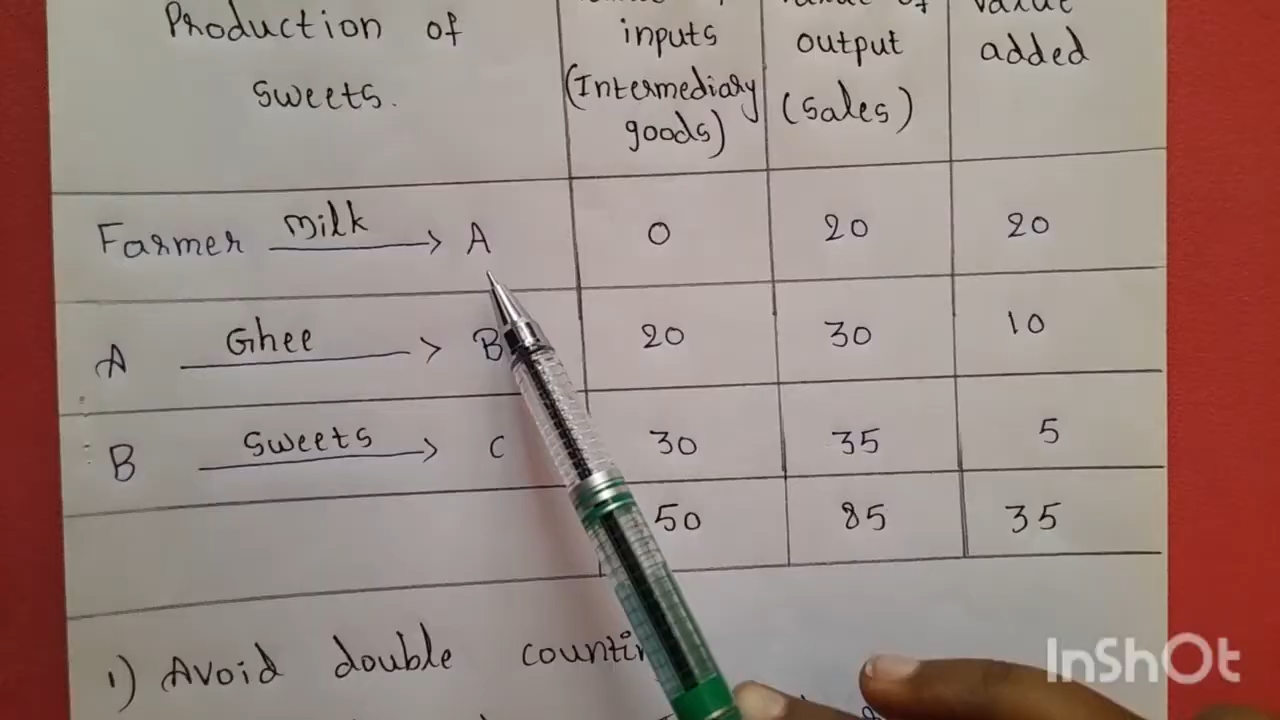 Production of
sweets.
inputs
(Intermediary
goods)
output
(sales)
value
added
Farmer milk A 0 20 20
A Ghee B 20 30 10
B sweets C 30 35 5
50 85 35
1) Avoid double
InShOt